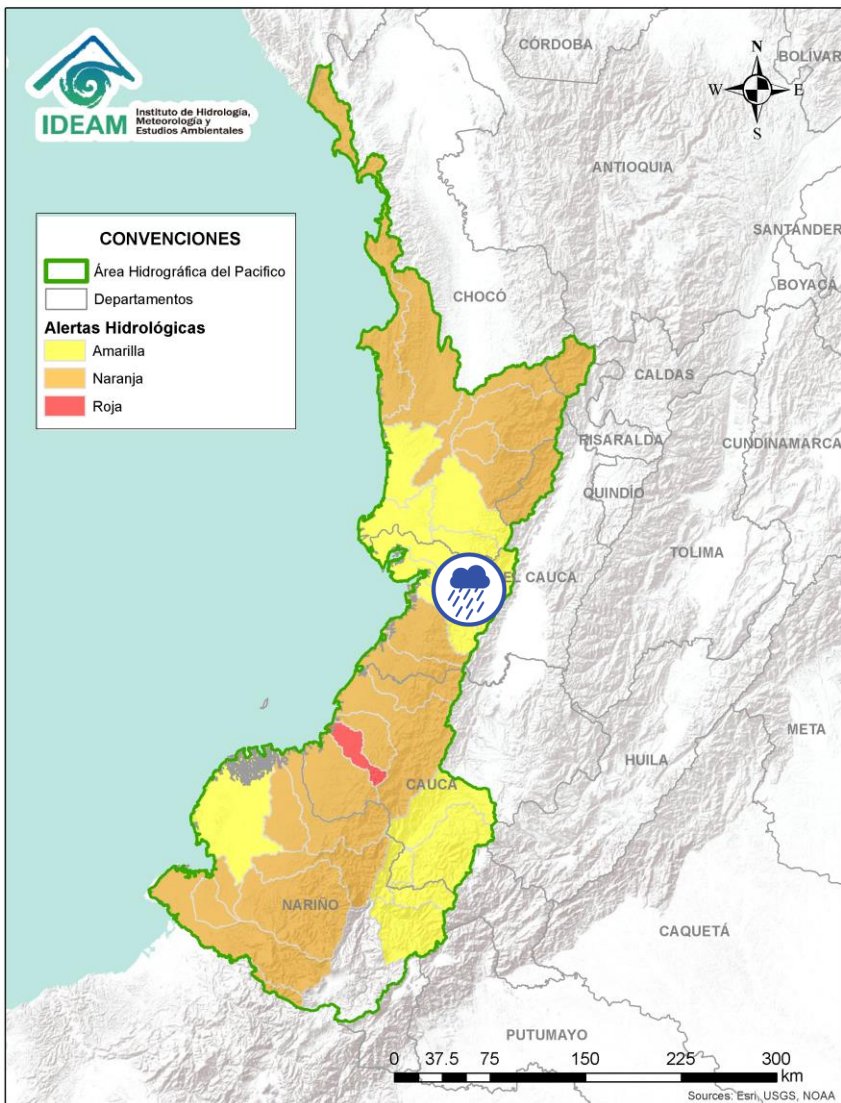 IDEAM
Instituto de Hidrología,
Meteorología y
Estudios Ambientales
CÓRDOBA
BOLÍVAR
N
W
E
S
ANTIOQUIA
SANTANDER
BOYACÁ
CONVENCIONES
Área Hidrográfica del Pacifico
Departamentos
Alertas Hidrológicas
Amarilla
Naranja
Roja
CHOCÓ
CALDAS
RISARALDA
CUNDINAMARCA
QUINDÍO
TOLIMA
EL CAUCA
META
HUILA
CAUCA
NARIÑO
CAQUETÁ
PUTUMAYO
0 37.5 75 150 225 300
km
Sources: Esri, USGS, NOAA